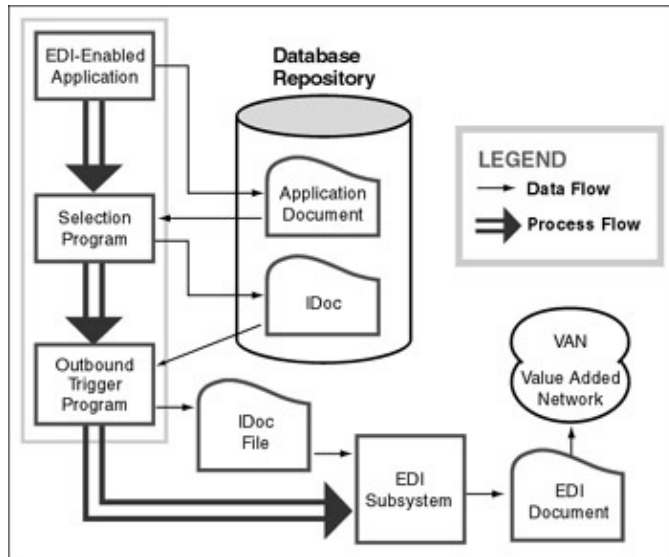 EDI-Enabled
Application
Database
Repository
Application
Document
LEGEND
Data Flow
Process Flow
Selection
Program
IDoc
Outbound
Trigger
Program
IDoc
File
EDI
Subsystem
EDI
Document
VAN
Value Added
Network